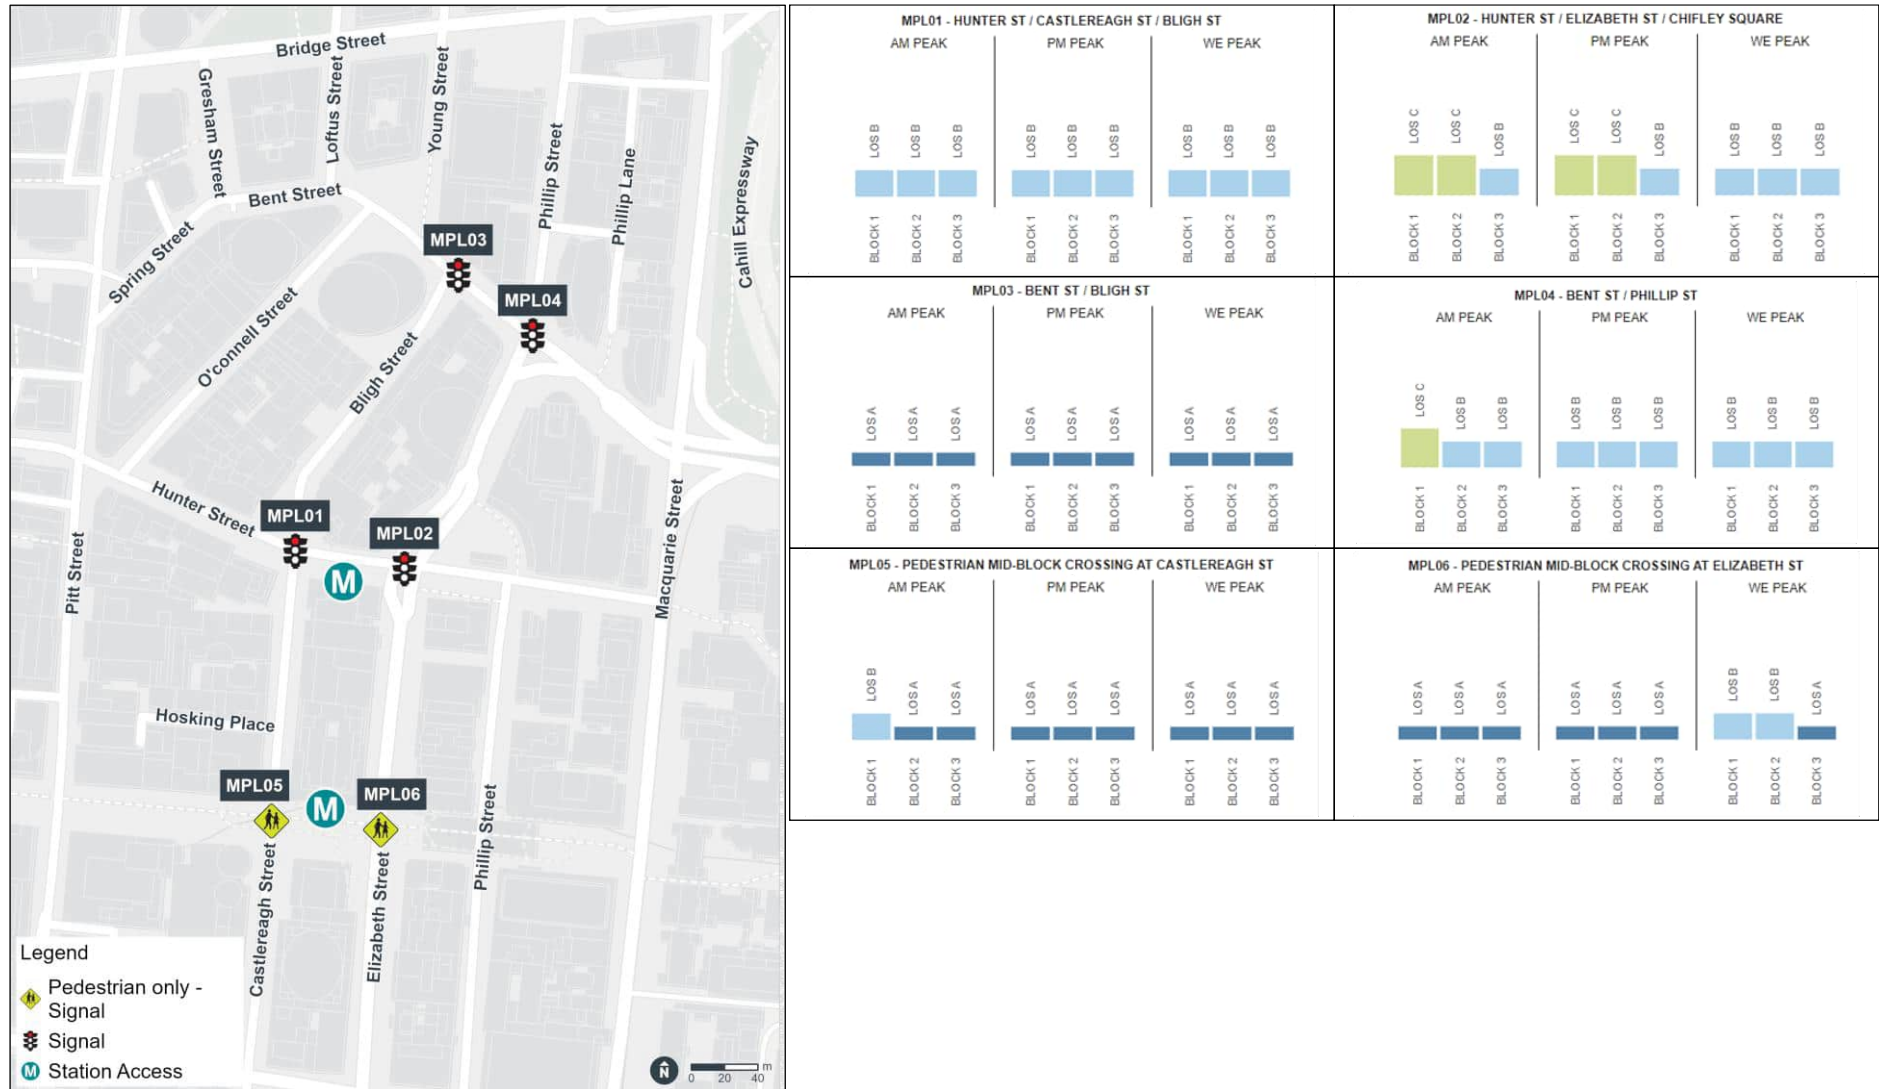 Bridge Street
Gresham Street
Loftus Street
Young Street
Phillip Street
Phillip Lane
Cahill Expressway
Bent Street
Spring Street
O'connell Street
Bligh Street
MPL03
MPL04
Hunter Street
MPL01
MPL02
M
Pitt Street
Macquarie Street
Hosking Place
MPL05
M
MPL06
Castlereagh Street
Elizabeth Street
Phillip Street
Legend
Pedestrian only -
Signal
Signal
M Station Access
N
m
0 20 40
MPL01 - HUNTER ST / CASTLEREAGH ST / BLIGH ST
AM PEAK PM PEAK WE PEAK
LOS B LOS B LOS B LOS B LOS B LOS B LOS B LOS B LOS B
BLOCK 1 BLOCK 2 BLOCK 3 BLOCK 1 BLOCK 2 BLOCK 3 BLOCK 1 BLOCK 2 BLOCK 3
MPL02 - HUNTER ST / ELIZABETH ST / CHIFLEY SQUARE
AM PEAK PM PEAK WE PEAK
LOS C LOS C LOS B LOS C LOS C LOS B LOS B LOS B LOS B
BLOCK 1 BLOCK 2 BLOCK 3 BLOCK 1 BLOCK 2 BLOCK 3 BLOCK 1 BLOCK 2 BLOCK 3
MPL03 - BENT ST / BLIGH ST
AM PEAK PM PEAK WE PEAK
LOS A LOS A LOS A LOS A LOS A LOS A LOS A LOS A LOS A
BLOCK 1 BLOCK 2 BLOCK 3 BLOCK 1 BLOCK 2 BLOCK 3 BLOCK 1 BLOCK 2 BLOCK 3
MPL04 - BENT ST / PHILLIP ST
AM PEAK PM PEAK WE PEAK
LOS C LOS B LOS B LOS B LOS B LOS B LOS B LOS B LOS B
BLOCK 1 BLOCK 2 BLOCK 3 BLOCK 1 BLOCK 2 BLOCK 3 BLOCK 1 BLOCK 2 BLOCK 3
MPL05 - PEDESTRIAN MID-BLOCK CROSSING AT CASTLEREAGH ST
AM PEAK PM PEAK WE PEAK
LOS B LOS A LOS A LOS A LOS A LOS A LOS A LOS A LOS A
BLOCK 1 BLOCK 2 BLOCK 3 BLOCK 1 BLOCK 2 BLOCK 3 BLOCK 1 BLOCK 2 BLOCK 3
MPL06 - PEDESTRIAN MID-BLOCK CROSSING AT ELIZABETH ST
AM PEAK PM PEAK WE PEAK
LOS A LOS A LOS A LOS A LOS A LOS A LOS B LOS B LOS A
BLOCK 1 BLOCK 2 BLOCK 3 BLOCK 1 BLOCK 2 BLOCK 3 BLOCK 1 BLOCK 2 BLOCK 3